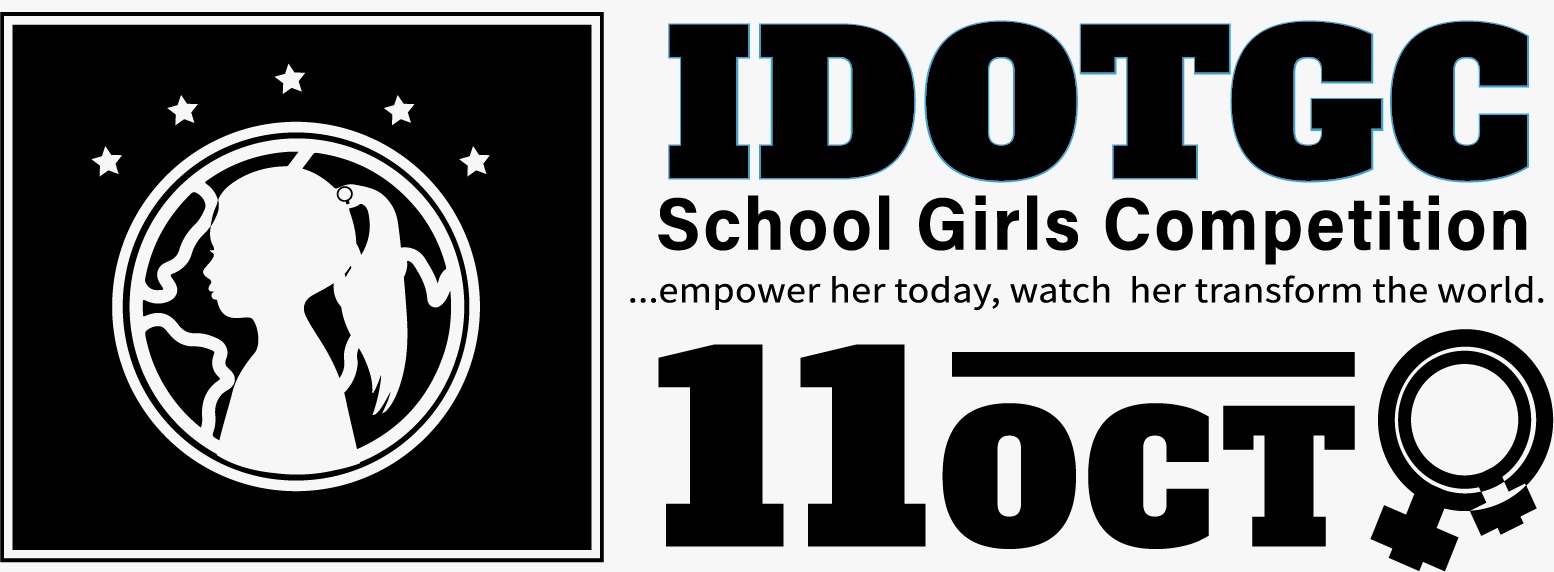 IDOTGC
School Girls Competition
...empower her today, watch  her transform the world.
11OCT